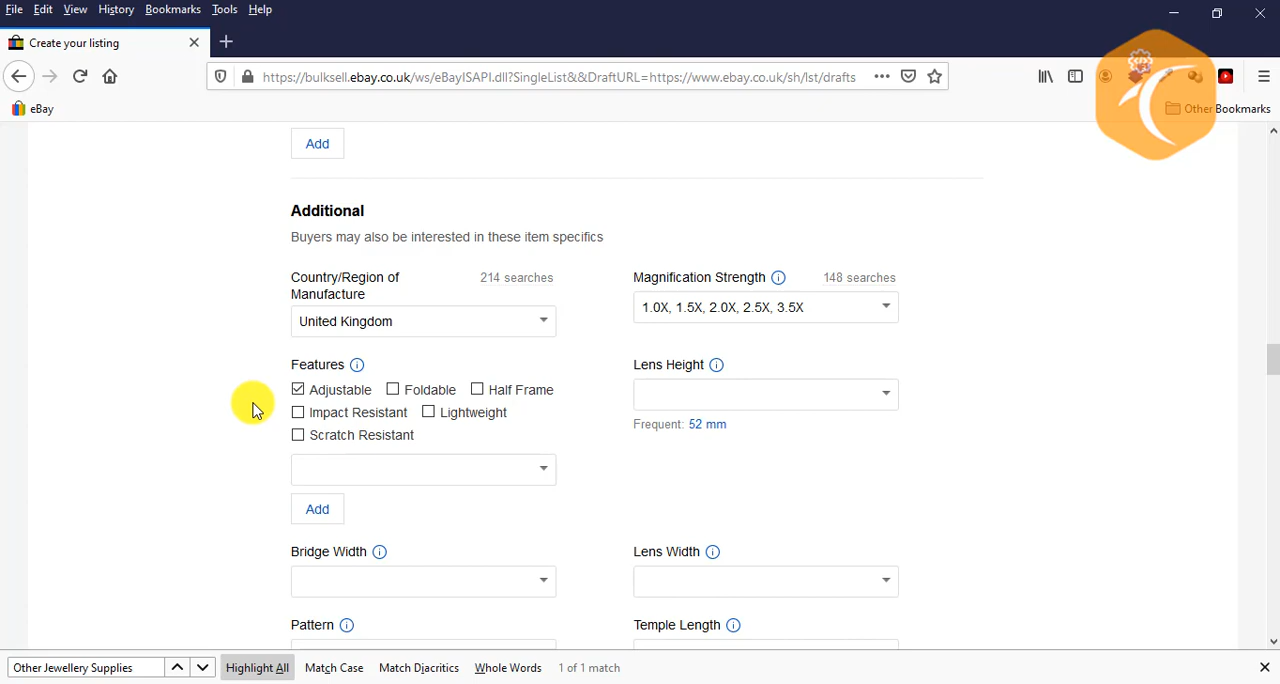 File Edit View History Bookmarks Tools Help
Create your listing
https://bulksell.ebay.co.uk/ws/eBayISAPI.dll?SingleList&&DraftURL=https://www.ebay.co.uk/sh/lst/drafts
eBay
Other Bookmarks
Add
Additional
Buyers may also be interested in these item specifics
Country/Region of Manufacture 214 searches
Magnification Strength 148 searches
United Kingdom
1.0X, 1.5X, 2.0X, 2.5X, 3.5X
Features
Lens Height
Adjustable Foldable Half Frame
Impact Resistant Lightweight
Scratch Resistant
Frequent: 52 mm
Add
Bridge Width
Lens Width
Pattern
Temple Length
Other Jewellery Supplies Highlight All Match Case Match Diacritics Whole Words 1 of 1 match